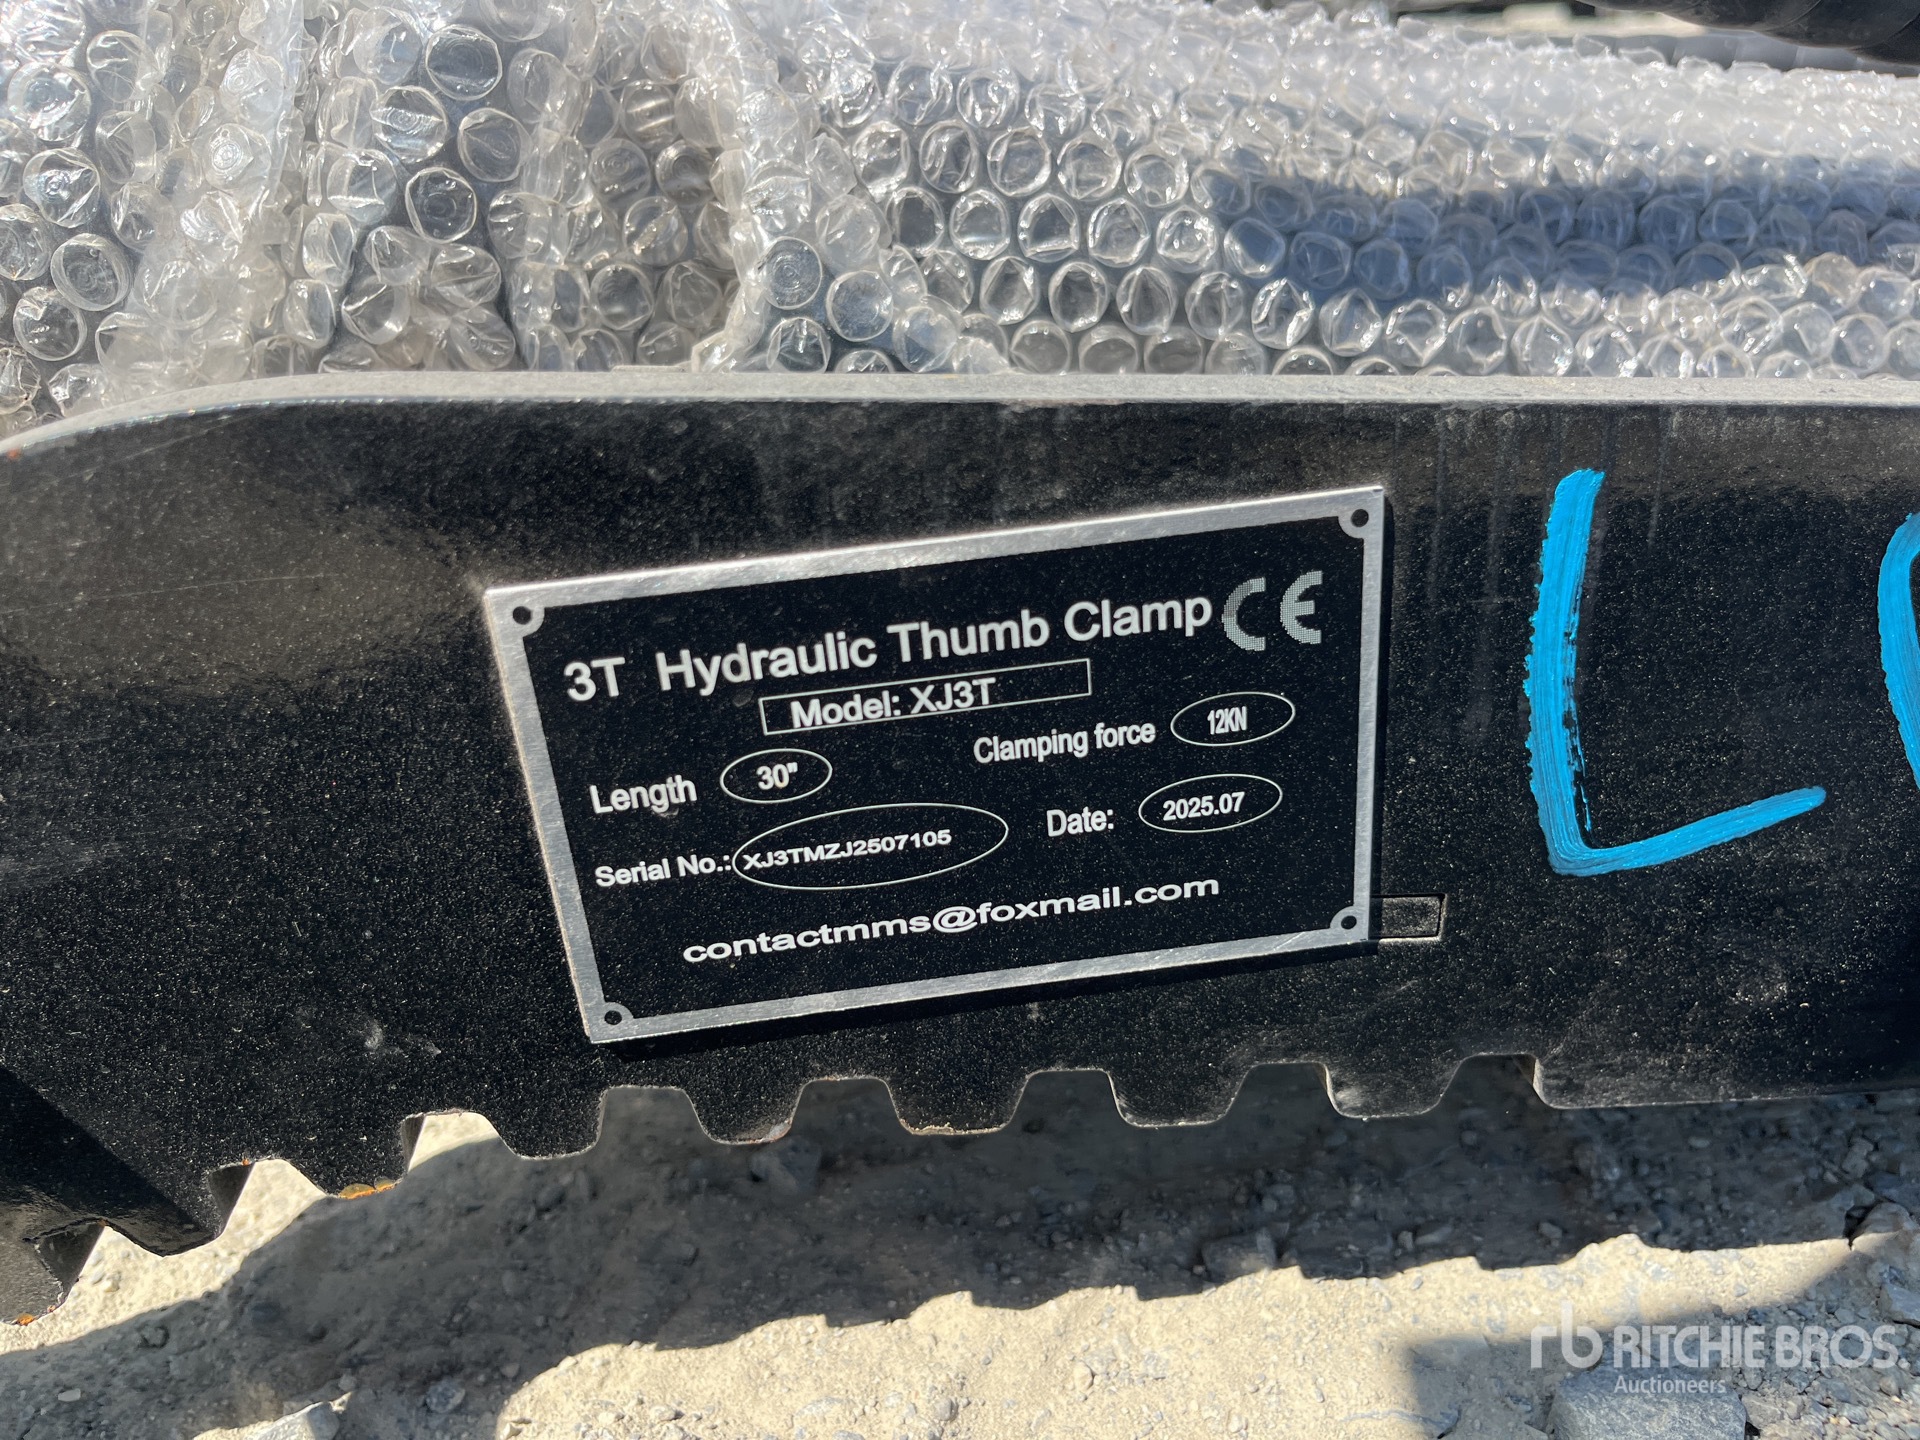 3T Hydraulic Thumb Clamp CE
Model: XJ3T
Length 30" Clamping force 12KN
Serial No.: XJ3TMZJ2507105 Date: 2025.07
contactmms@foxmail.com
L
rb RITCHIE BROS.
Auctioneers